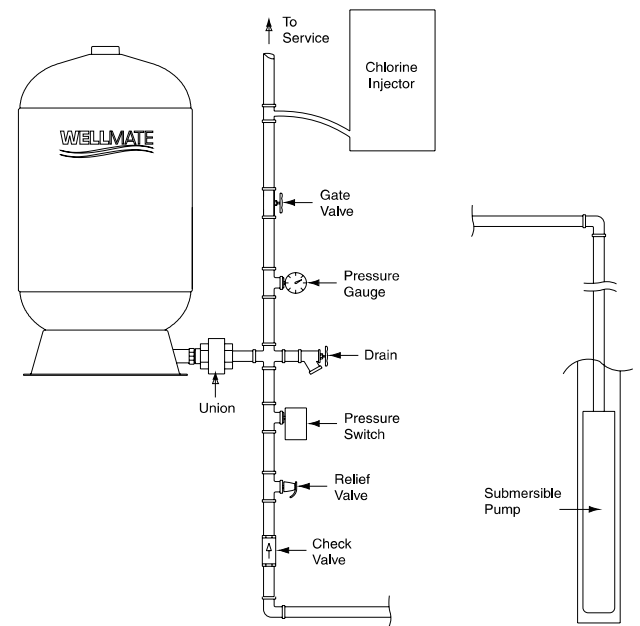 To
Service
Chlorine
Injector
WELLMATE
Gate
Valve
Pressure
Gauge
Drain
Union
Pressure
Switch
Relief
Valve
Submersible
Pump
Check
Valve